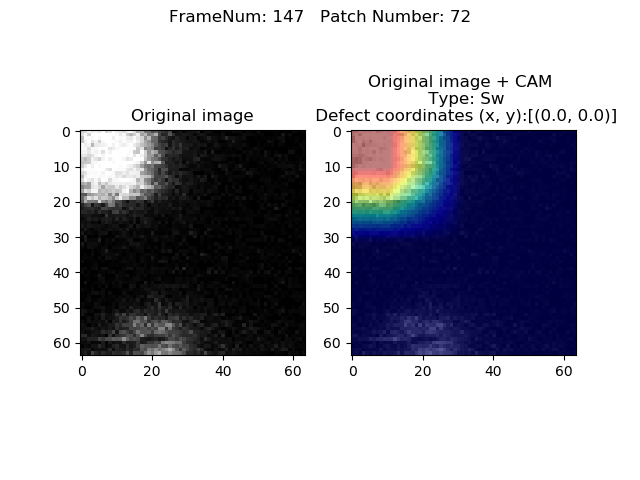 FrameNum: 147   Patch Number: 72
Original image
0
10
20
30
40
50
60
0 20 40 60
Original image + CAM
Type: Sw
Defect coordinates (x, y):[(0.0, 0.0)]
0
10
20
30
40
50
60
0 20 40 60